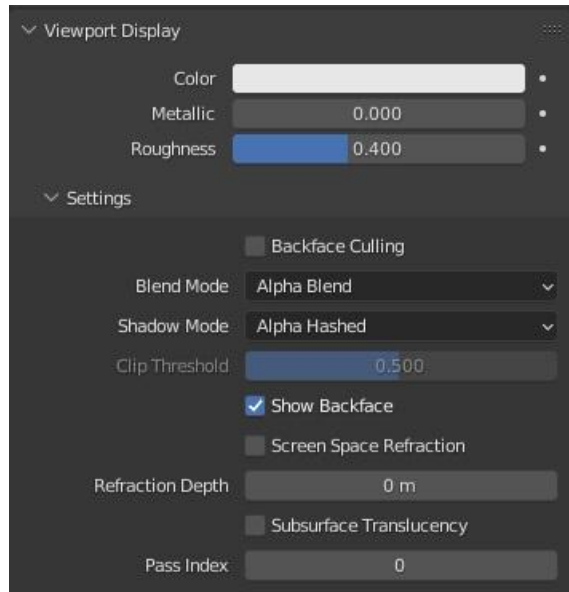 Viewport Display
Color
Metallic 0.000
Roughness 0.400
Settings
Backface Culling
Blend Mode Alpha Blend
Shadow Mode Alpha Hashed
Clip Threshold 0.500
Show Backface
Screen Space Refraction
Refraction Depth 0 m
Subsurface Translucency
Pass Index 0